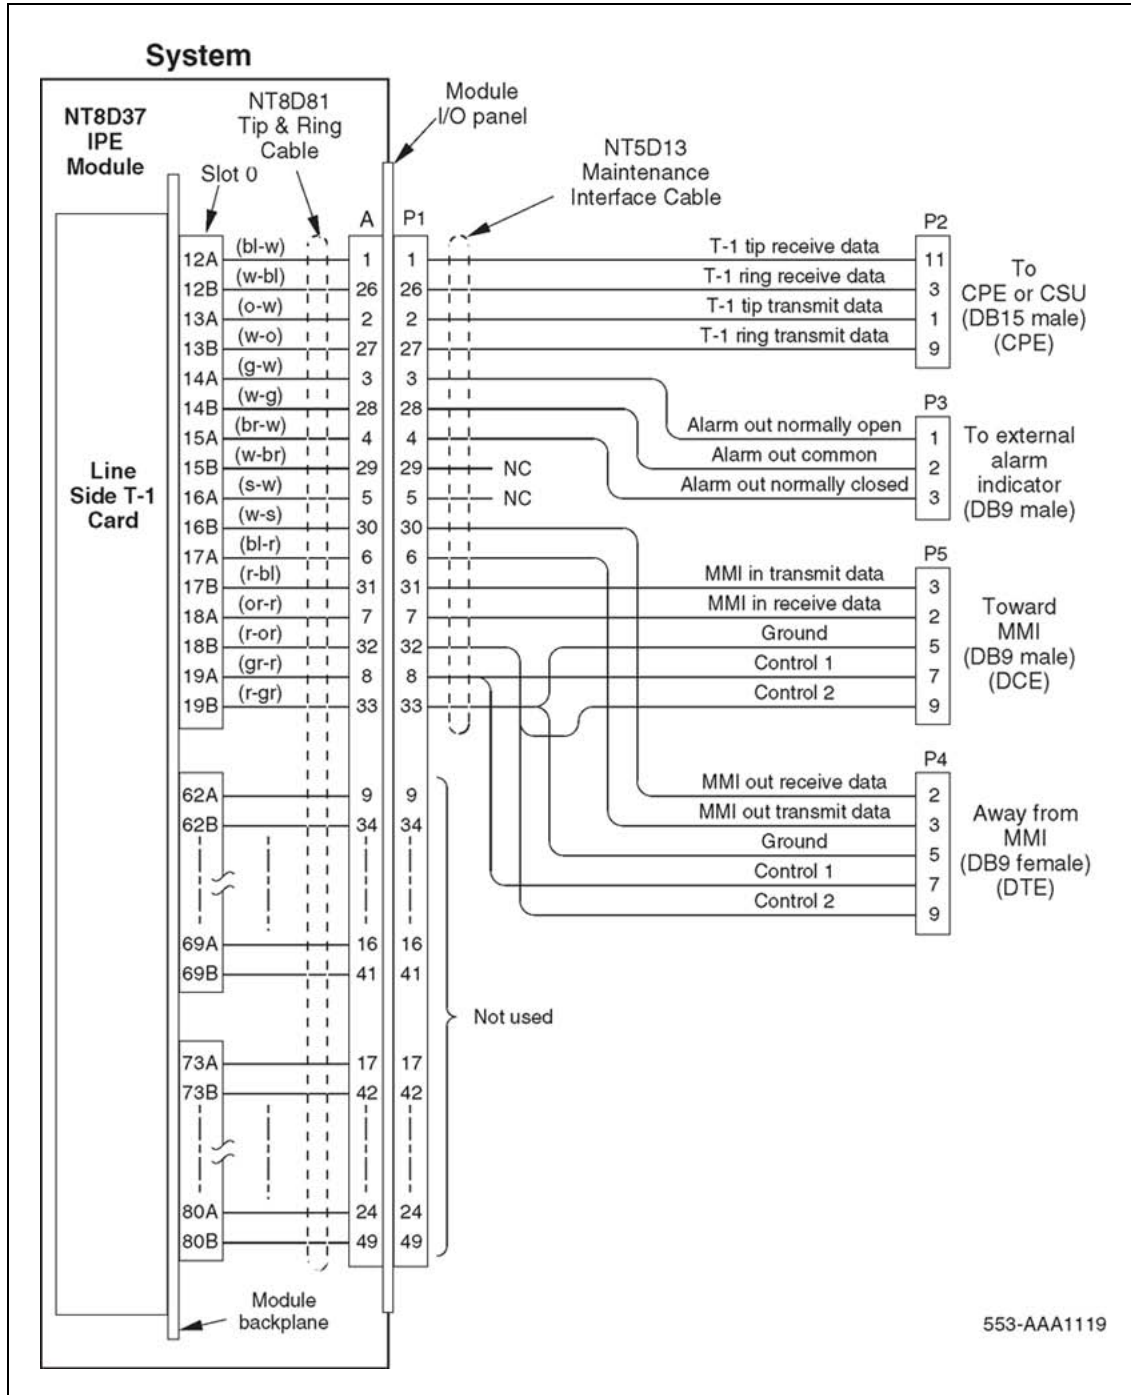 System
NT8D37
IPE
Module
NT8D81
Tip & Ring
Cable
Slot 0
Module
I/O panel
NT5D13
Maintenance
Interface Cable
A P1
P2
12A (bl-w) 1 1 T-1 tip receive data 11
12B (w-bl) 26 26 T-1 ring receive data 3
13A (o-w) 2 2 T-1 tip transmit data 1
13B (w-o) 27 27 T-1 ring transmit data 9
To
CPE or CSU
(DB15 male)
(CPE)
14A (g-w) 3 3
14B (w-g) 28 28
15A (br-w) 4 4
15B (w-br) 29 29 NC
16A (s-w) 5 5 NC
16B (w-s) 30 30
17A (bl-r) 6 6
17B (r-bl) 31 31
18A (or-r) 7 7
18B (r-or) 32 32
19A (gr-r) 8 8
19B (r-gr) 33 33
P3
Alarm out normally open 1
Alarm out common 2
Alarm out normally closed 3
To external
alarm
indicator
(DB9 male)
Line
Side T-1
Card
P5
MMI in transmit data 3
MMI in receive data 2
Ground 5
Control 1 7
Control 2 9
Toward
MMI
(DB9 male)
(DCE)
P4
MMI out receive data 2
MMI out transmit data 3
Ground 5
Control 1 7
Control 2 9
Away from
MMI
(DB9 female)
(DTE)
62A 9 9
62B 34 34
69A 16 16
69B 41 41
Not used
73A 17 17
73B 42 42
80A 24 24
80B 49 49
Module
backplane
553-AAA1119